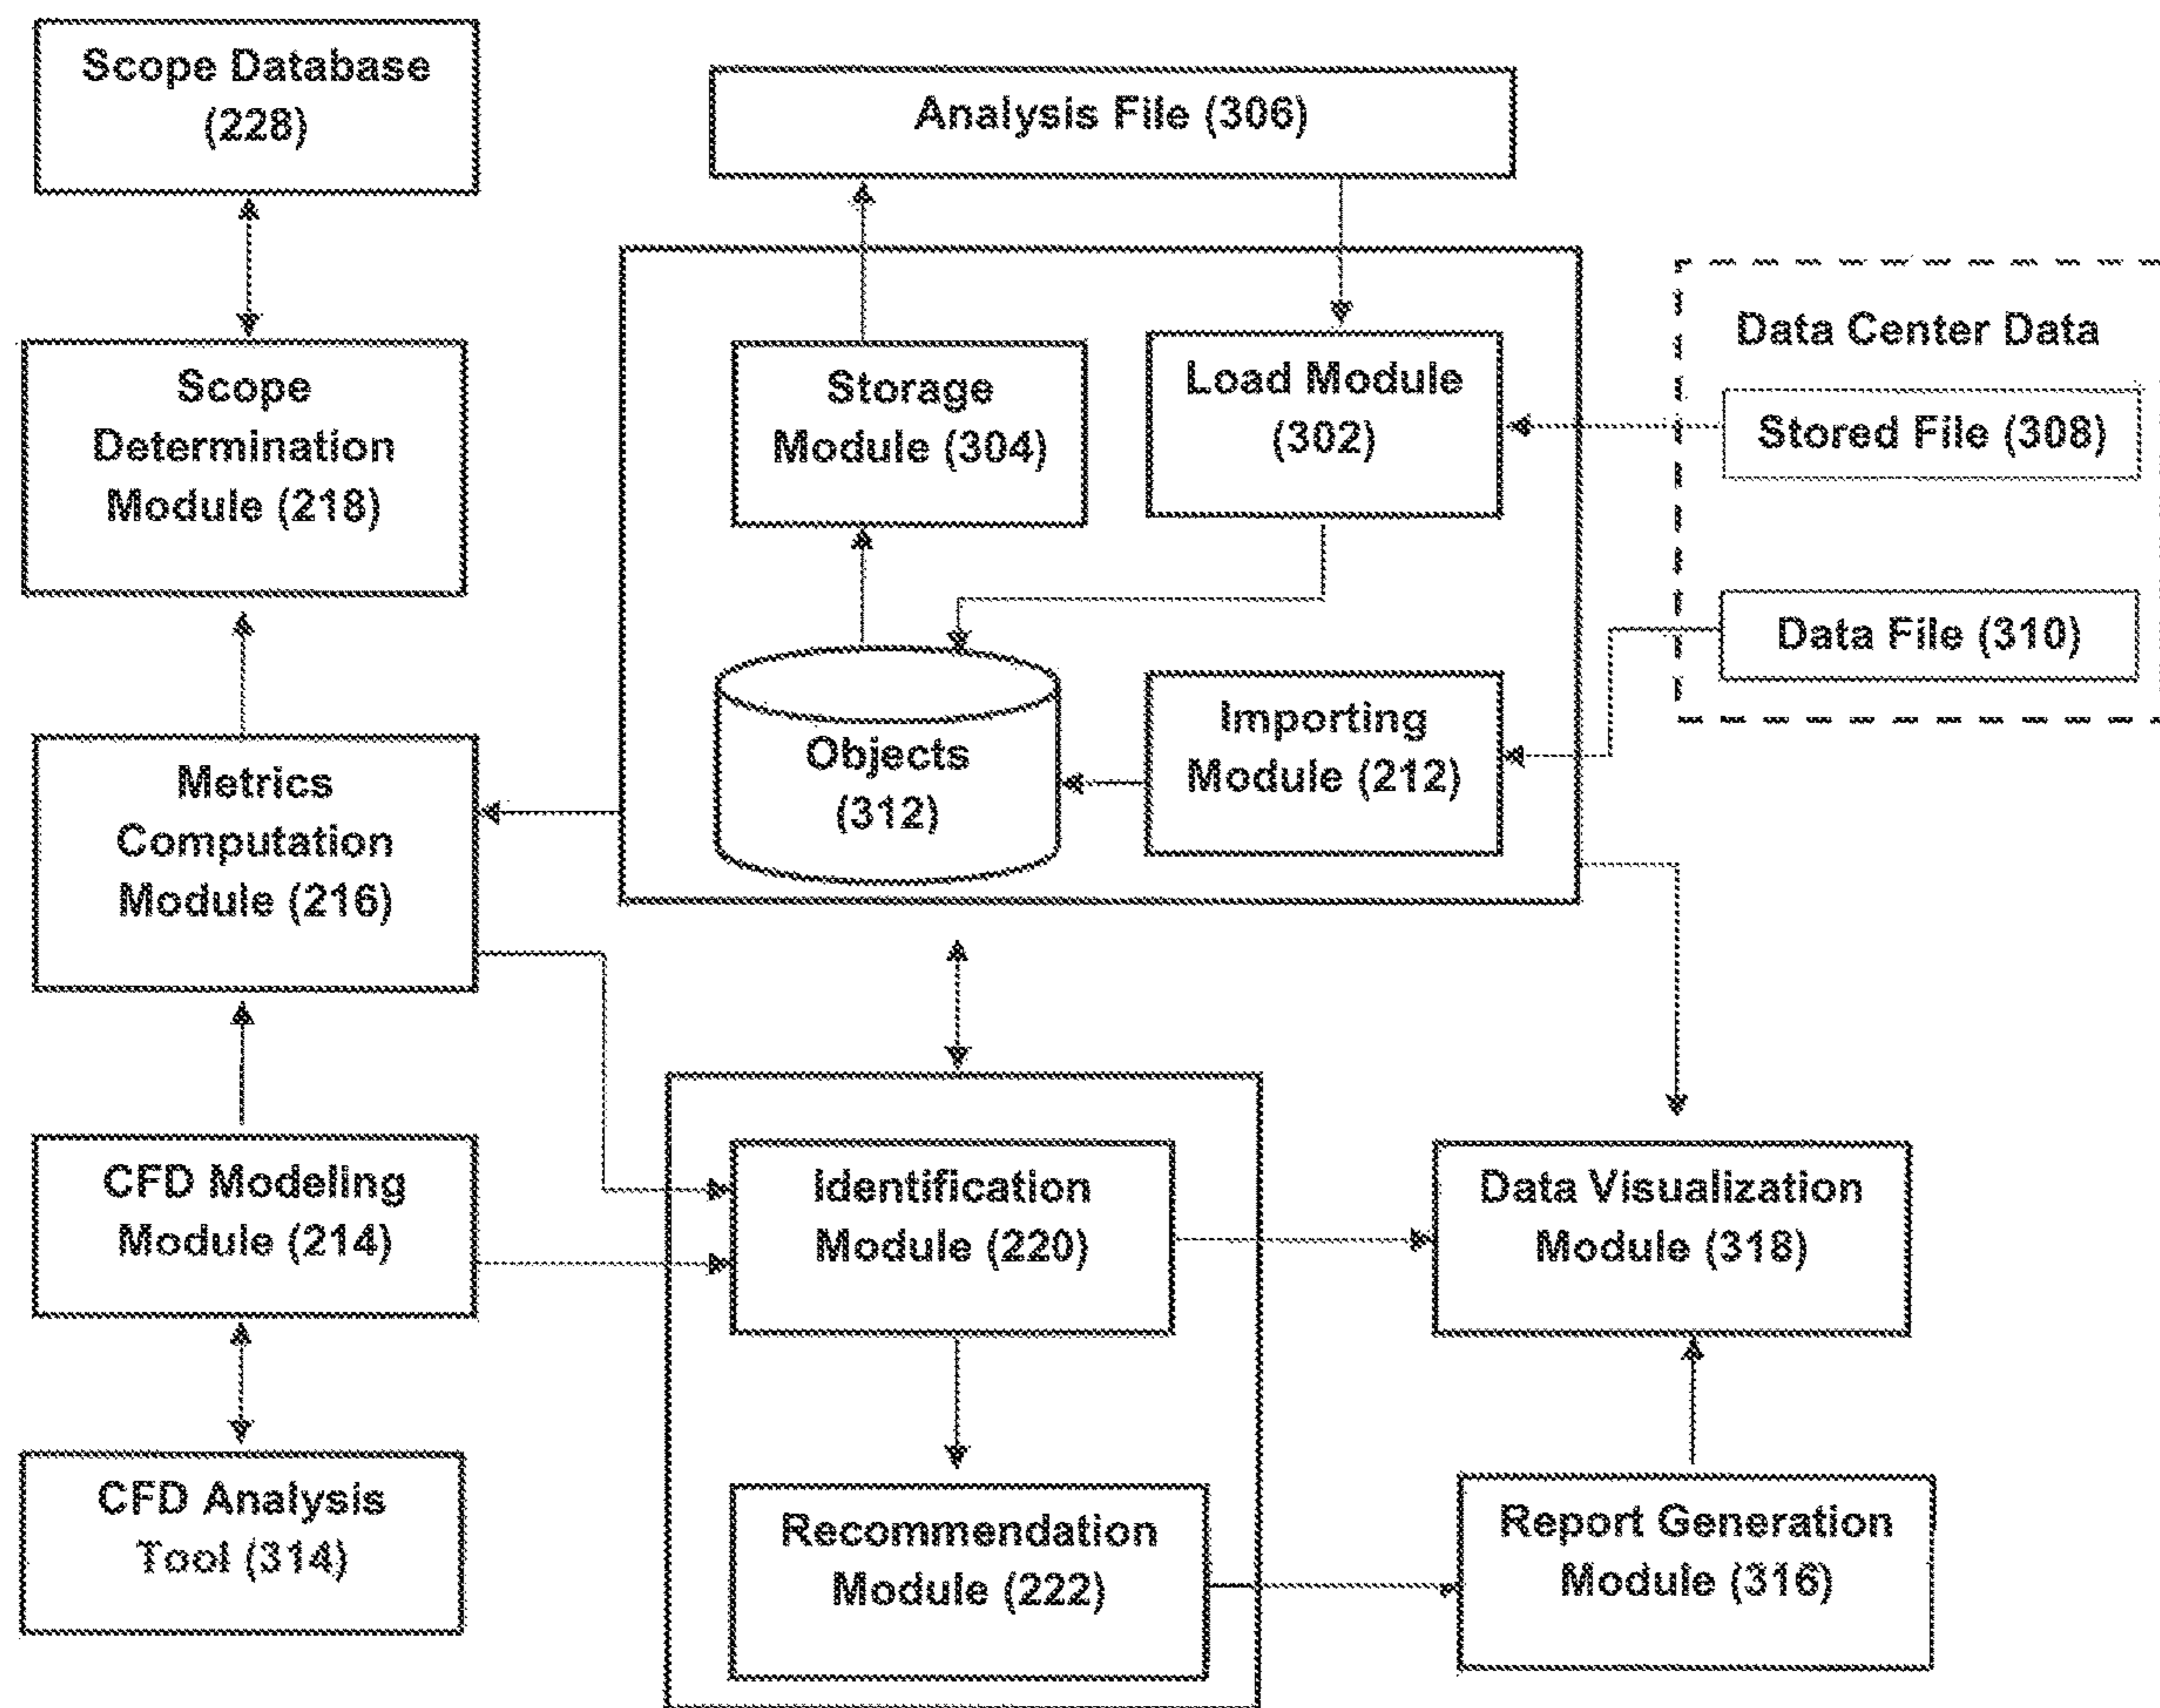 Scope Database
(228)
Analysis File (306)
Data Center Data
Scope
Determination
Module (218)
Storage
Module (304)
Load Module
(302)
Stored File (308)
Data File (310)
Metrics
Computation
Module (216)
Objects
(312)
Importing
Module (212)
CFD Modeling
Module (214)
Identification
Module (220)
Data Visualization
Module (318)
CFD Analysis
Tool (314)
Recommendation
Module (222)
Report Generation
Module (316)